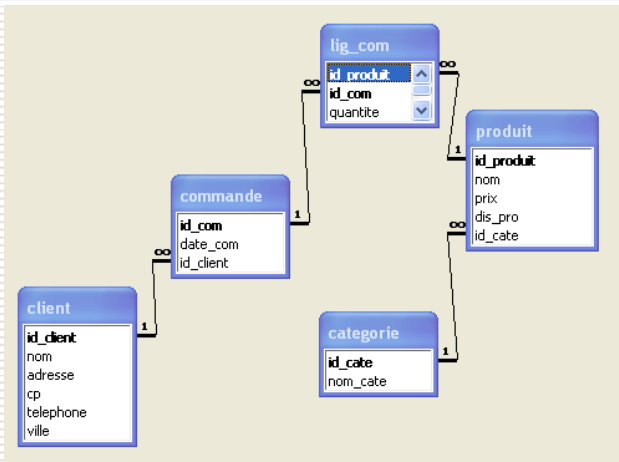 lig_com
id_produit
id_com
quantite
∞
∞
produit
1
id_produit
nom
prix
dis_pro
id_cate
∞
commande
id_com
date_com
id_client
1
∞
client
1
id_client
nom
adresse
cp
telephone
ville
categorie
id_cate
nom_cate
1